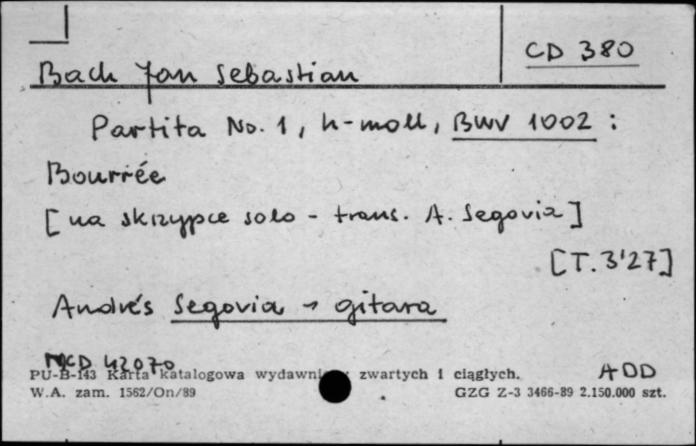 CD 380
Bach Jan Sebastian
Partita No. 1, h-moll, BWV 1002 :
Bourrée
[na skrzypce solo - trans. A. Segovia]
[T. 3'27]
Andrés Segovia - gitara
MCD 42070
ADD
PU-B-143 Karta katalogowa wydawni zwartych i ciągłych.
W.A. zam. 1562/On/89
GZG Z-3 3466-89 2.150.000 szt.